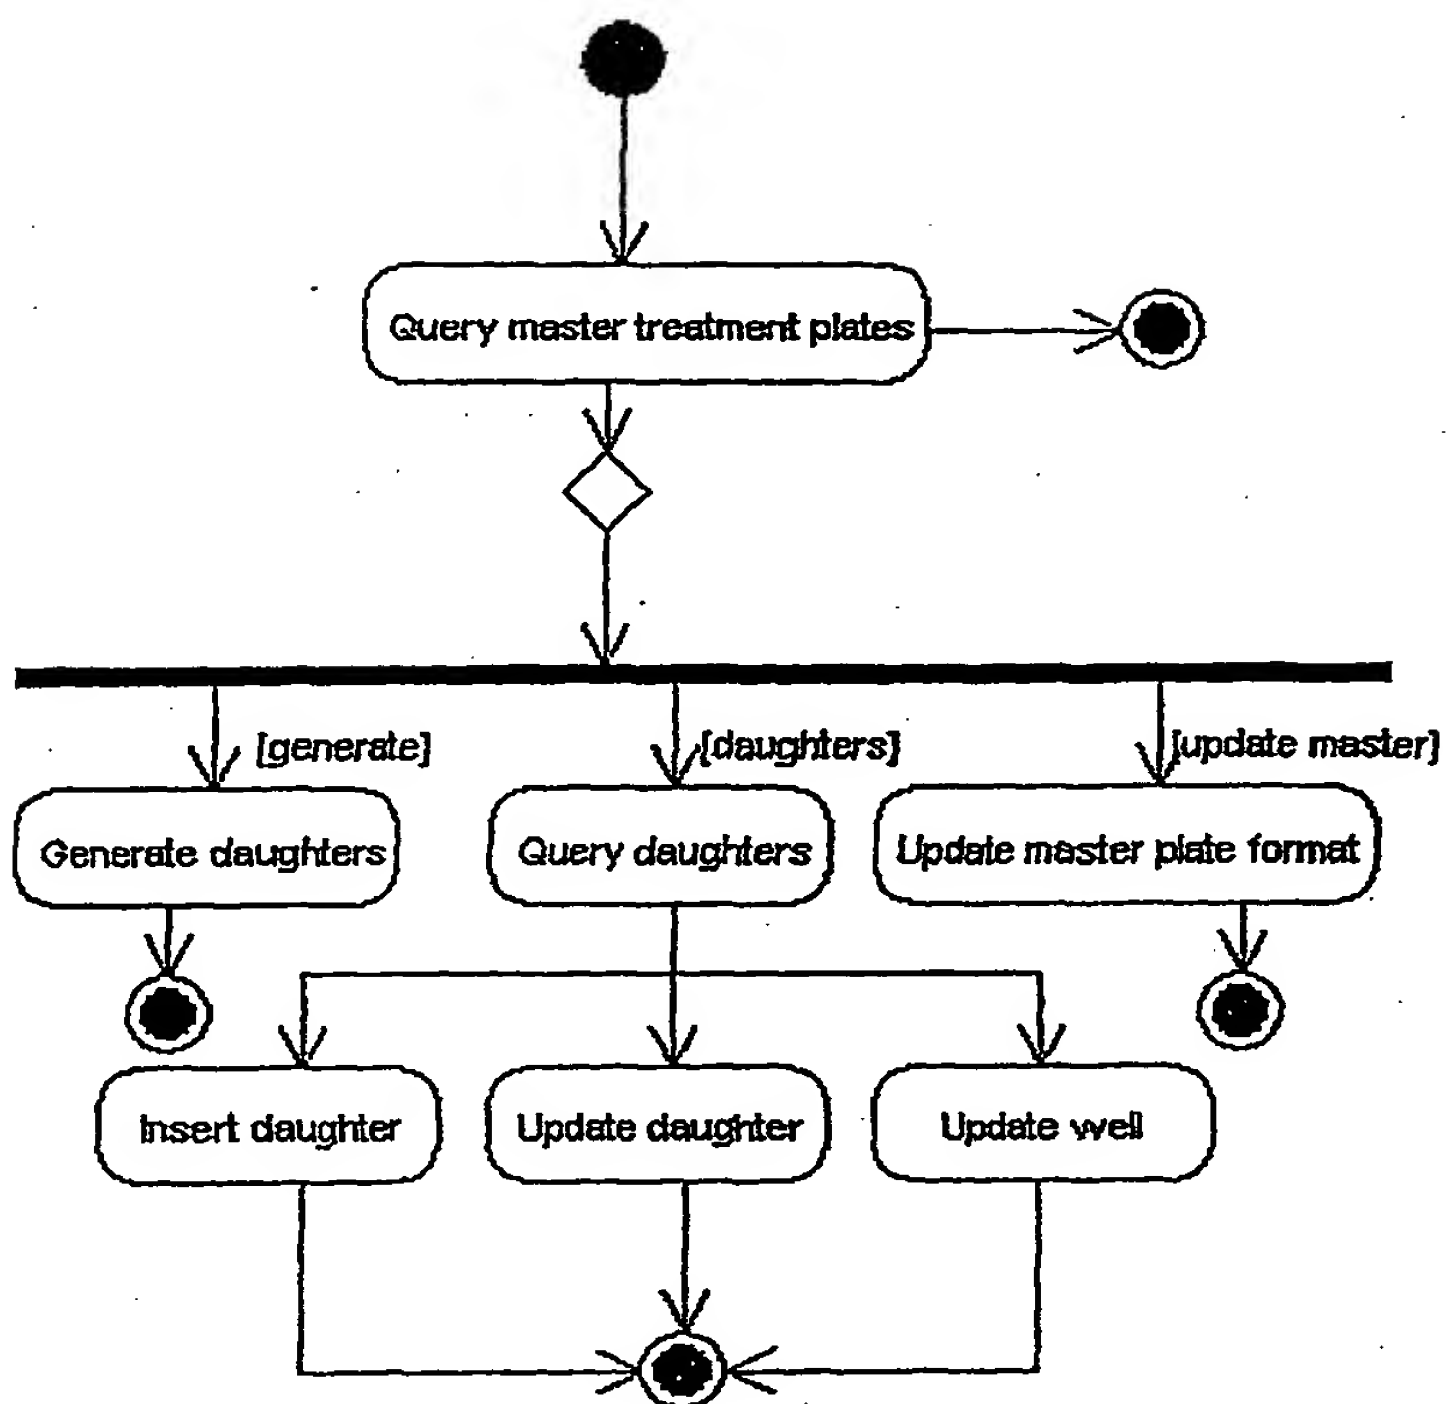 Query master treatment plates
[generate]
[daughters]
[update master]
Generate daughters
Query daughters
Update master plate format
Insert daughter
Update daughter
Update well